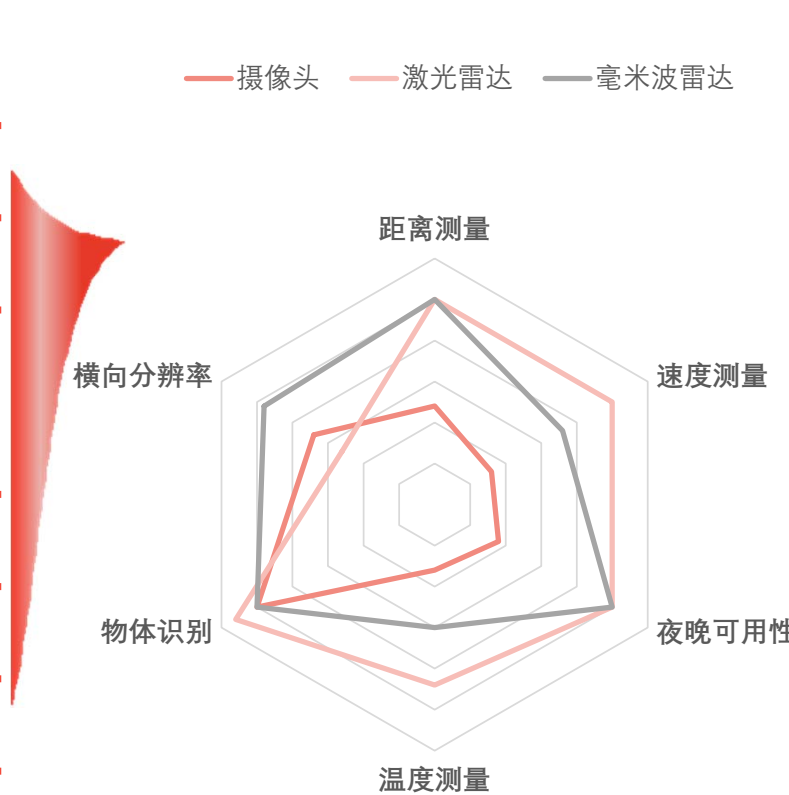 摄像头 激光雷达 毫米波雷达
距离测量
横向分辨率
速度测量
物体识别
夜晚可用性
温度测量